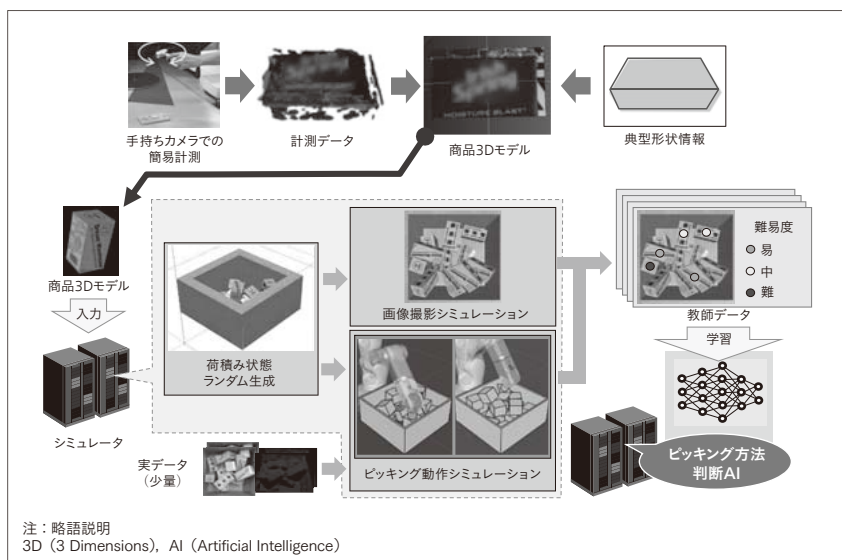 手持ちカメラでの
簡易計測
計測データ
商品3Dモデル
典型形状情報
商品3Dモデル
入力
シミュレータ
荷積み状態
ランダム生成
画像撮影シミュレーション
ピッキング動作シミュレーション
実データ
(少量)
難易度
易
中
難
教師データ
学習
ピッキング方法
判断AI
注:略語説明
3D(3 Dimensions),AI(Artificial Intelligence)